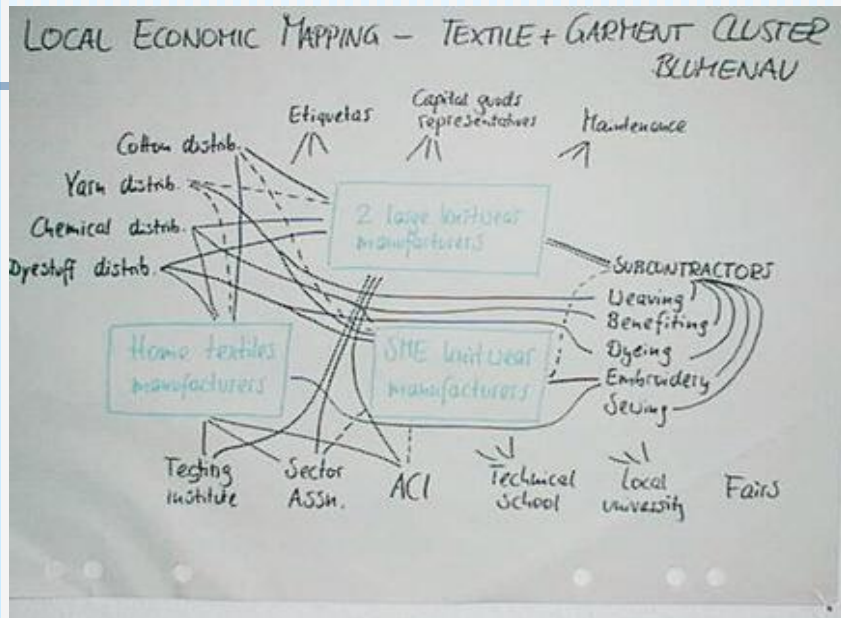 LOCAL ECONOMIC MAPPING – TEXTILE + GARMENT CLUSTER
BLUMENAU
Etiquetas
Capital goods
representatives
Maintenance
Cotton distrib.
Yarn distrib.
Chemical distrib.
Dyestuff distrib.
2 large knitwear
manufacturers
SUBCONTRACTORS
Weaving
Benefiting
Dyeing
Embroidery
Sewing
Home textiles
manufacturers
SME knitwear
manufacturers
Testing
institute
Sector
Assn.
ACI
Technical
school
Local
university
Fairs